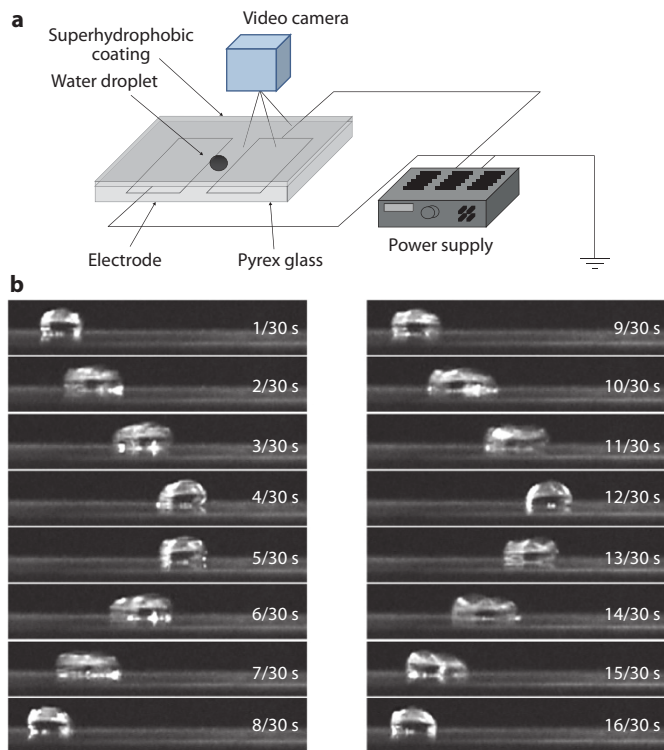 a
Video camera
Superhydrophobic
coating
Water droplet
Electrode
Pyrex glass
Power supply
b
1/30 s
2/30 s
3/30 s
4/30 s
5/30 s
6/30 s
7/30 s
8/30 s
9/30 s
10/30 s
11/30 s
12/30 s
13/30 s
14/30 s
15/30 s
16/30 s